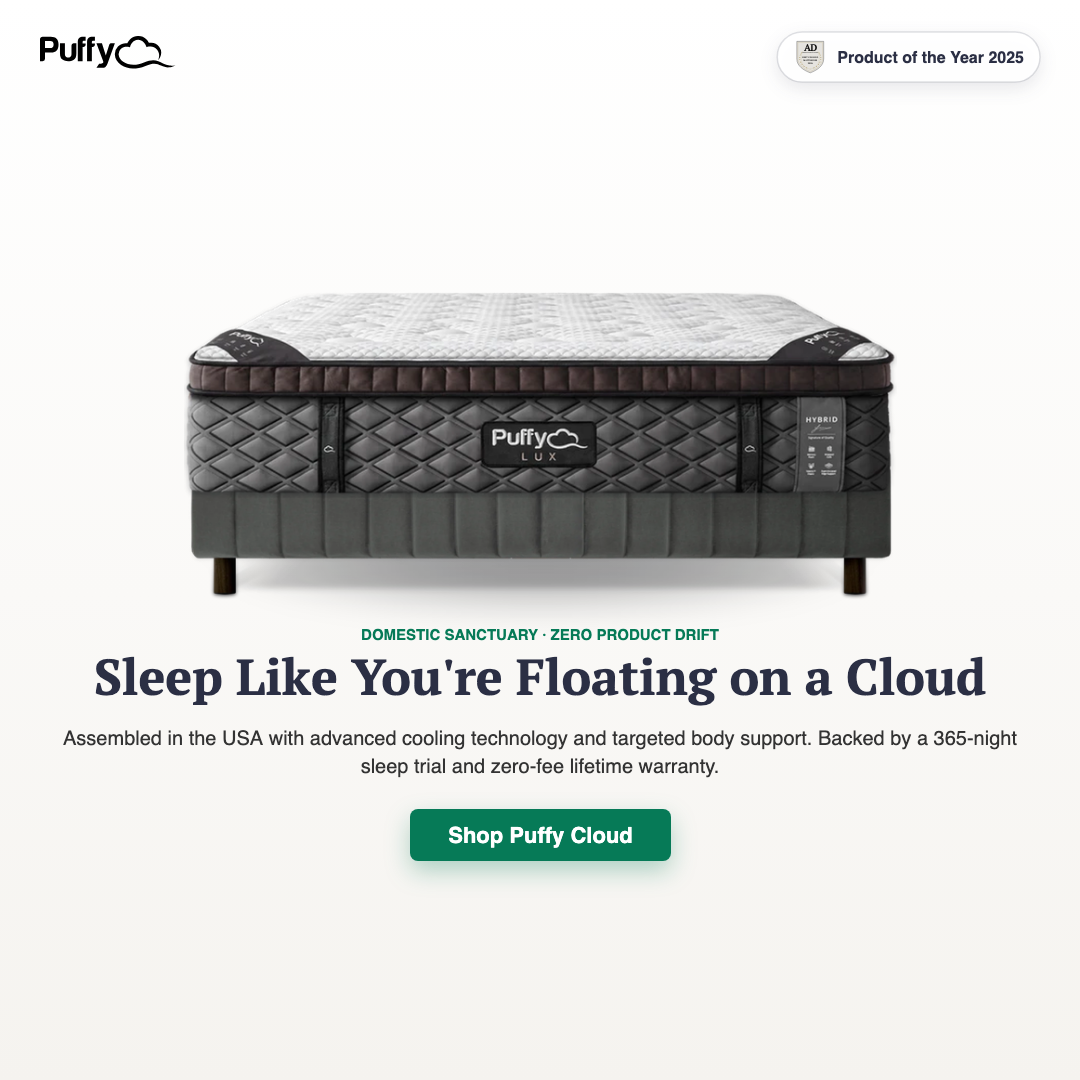 Puffy
AD
Product of the Year 2025
Puffy
Puffy
HYBRID
Puffy
LUX
DOMESTIC SANCTUARY · ZERO PRODUCT DRIFT
Sleep Like You're Floating on a Cloud
Assembled in the USA with advanced cooling technology and targeted body support. Backed by a 365-night
sleep trial and zero-fee lifetime warranty.
Shop Puffy Cloud